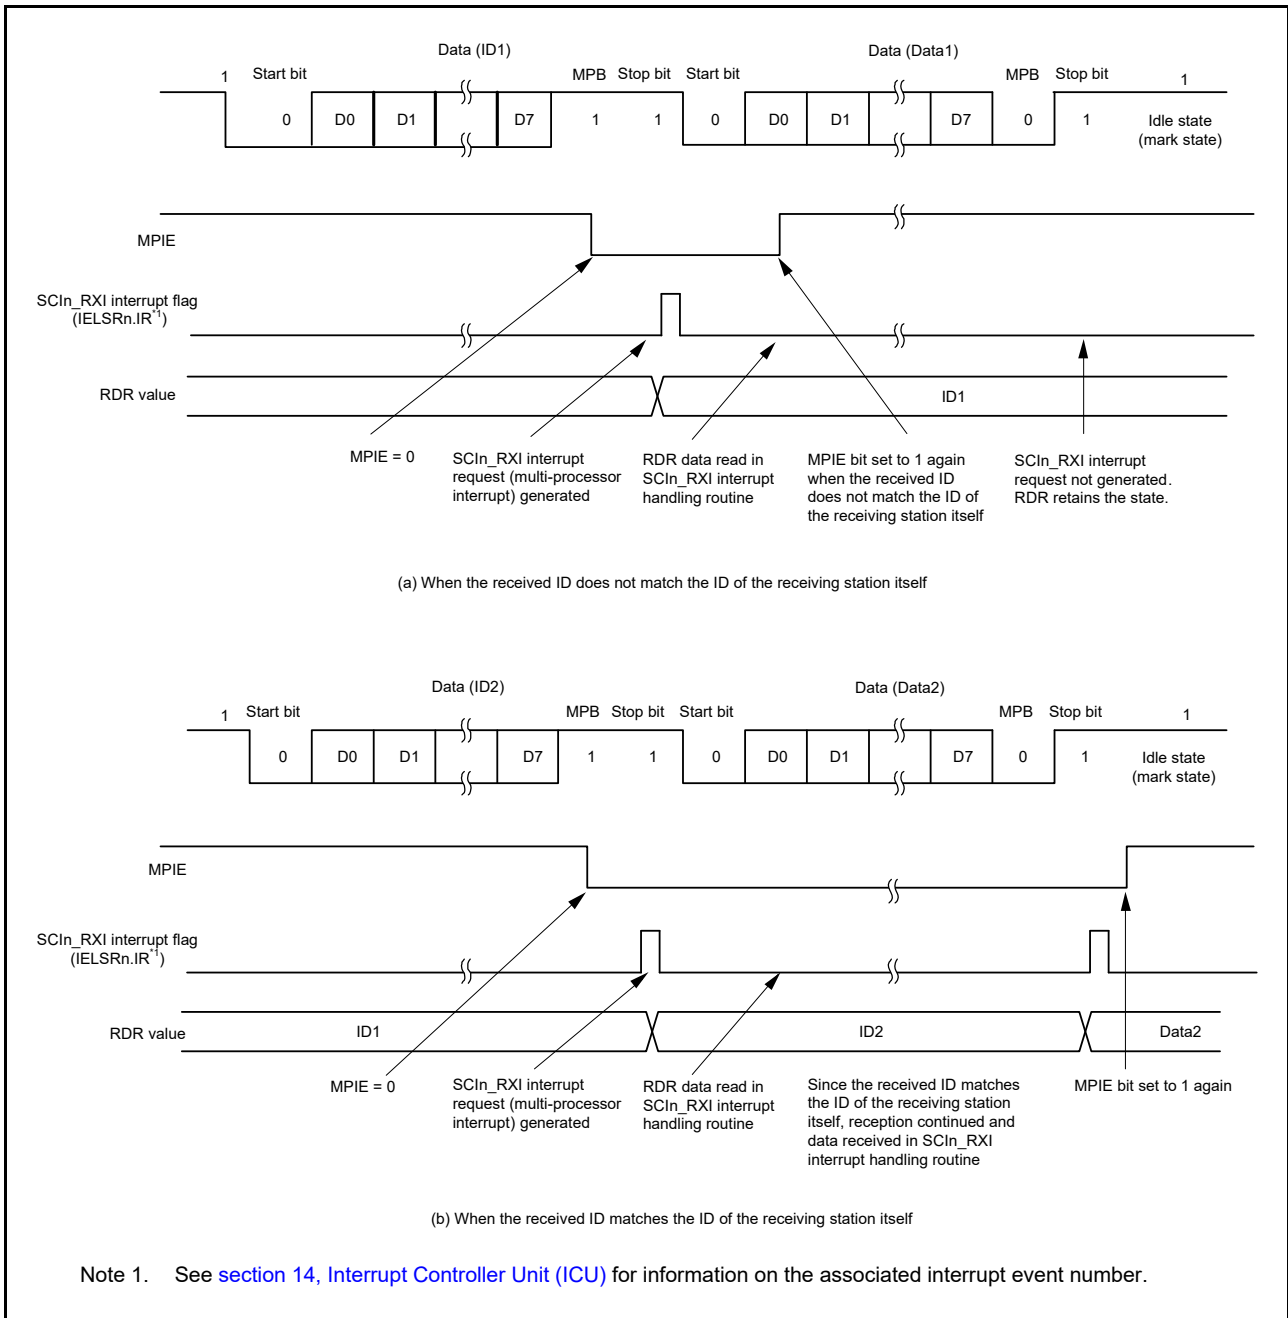 Data (ID1) Data (Data1)
1 Start bit MPB Stop bit Start bit MPB Stop bit 1
0 D0 D1 D7 1 1 0 D0 D1 D7 0 1 Idle state
(mark state)
MPIE
SCIn_RXI interrupt flag
(IELSRn.IR*1)
RDR value ID1
MPIE = 0
SCIn_RXI interrupt
request (multi-processor
interrupt) generated
RDR data read in
SCIn_RXI interrupt
handling routine
MPIE bit set to 1 again
when the received ID
does not match the ID of
the receiving station itself
SCIn_RXI interrupt
request not generated.
RDR retains the state.
(a) When the received ID does not match the ID of the receiving station itself
Data (ID2) Data (Data2)
1 Start bit MPB Stop bit Start bit MPB Stop bit 1
0 D0 D1 D7 1 1 0 D0 D1 D7 0 1 Idle state
(mark state)
MPIE
SCIn_RXI interrupt flag
(IELSRn.IR*1)
RDR value ID1 ID2 Data2
MPIE = 0
SCIn_RXI interrupt
request (multi-processor
interrupt) generated
RDR data read in
SCIn_RXI interrupt
handling routine
Since the received ID matches
the ID of the receiving station
itself, reception continued and
data received in SCIn_RXI
interrupt handling routine
MPIE bit set to 1 again
(b) When the received ID matches the ID of the receiving station itself
Note 1. See section 14, Interrupt Controller Unit (ICU) for information on the associated interrupt event number.